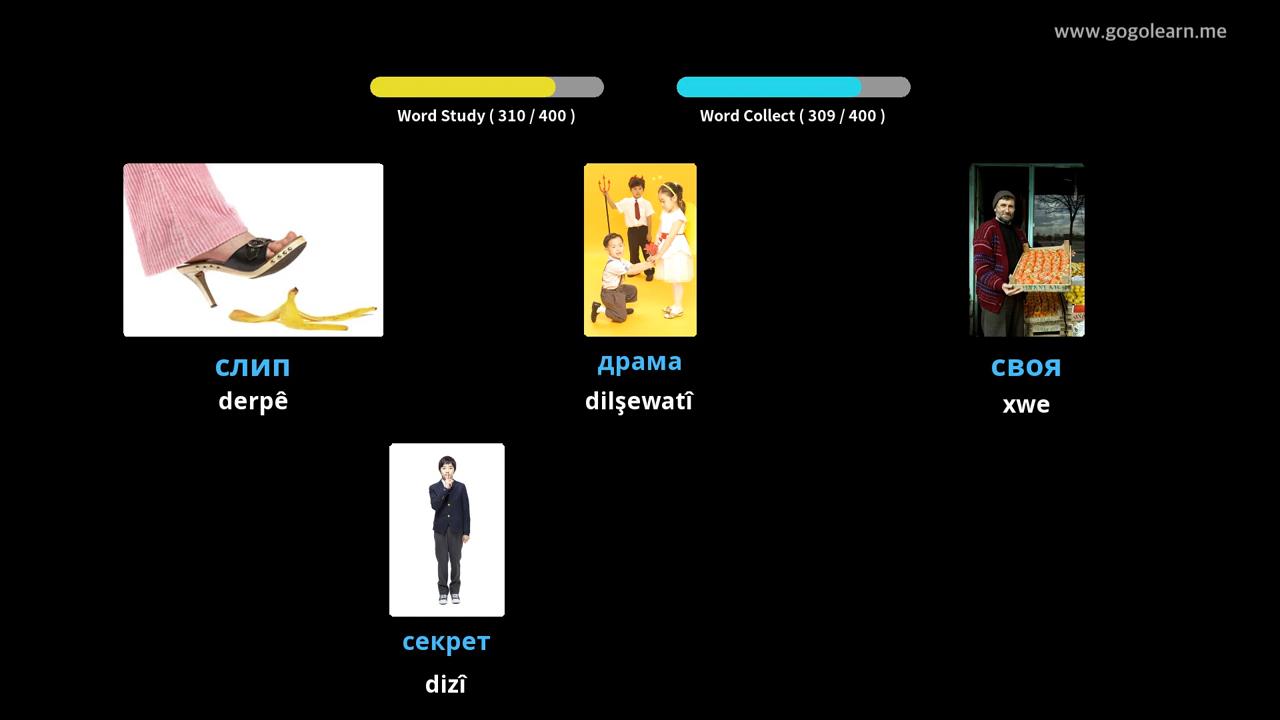 www.gogolearn.me
Word Study ( 310 / 400 )
Word Collect ( 309 / 400 )
слип
derpê
драма
dilşewatî
своя
xwe
секрет
dizî